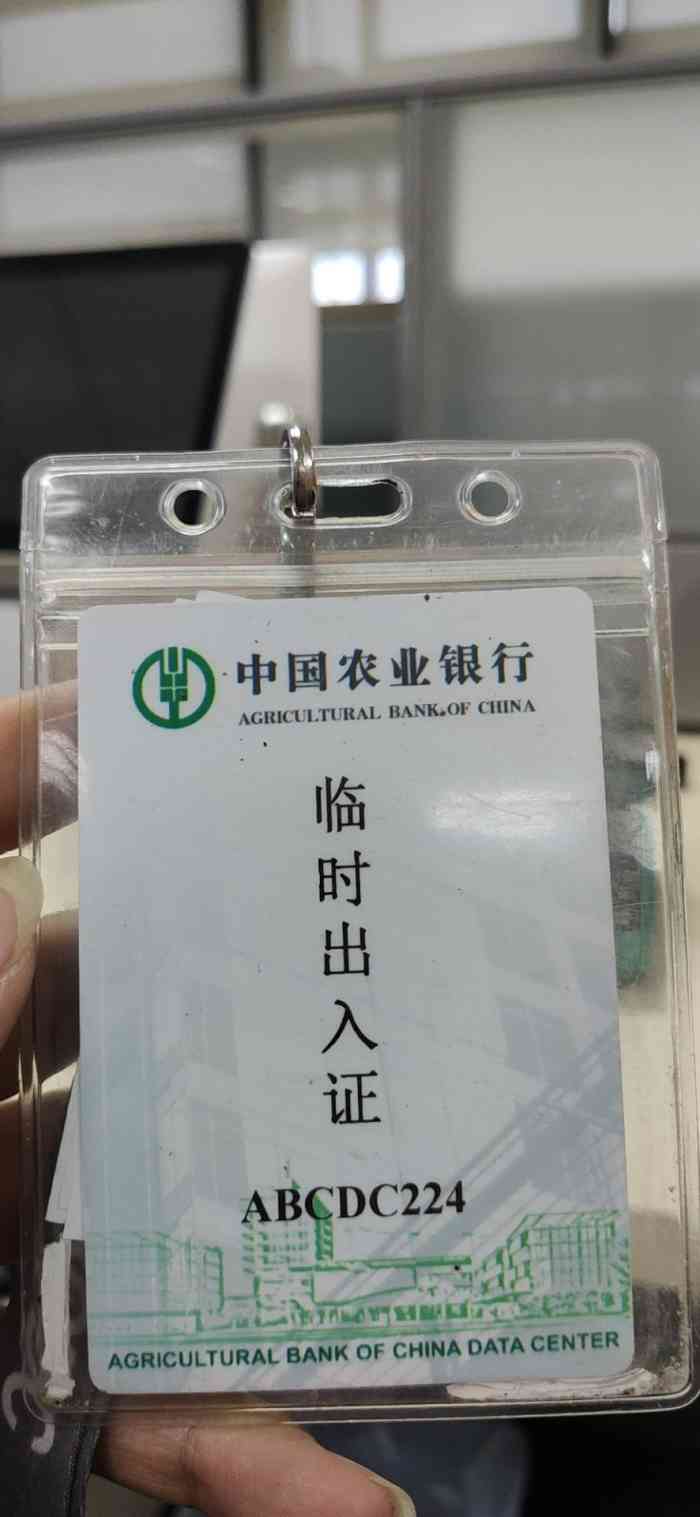 中国农业银行
AGRICULTURAL BANK OF CHINA
临时出入证
ABCDC224
AGRICULTURAL BANK OF CHINA DATA CENTER